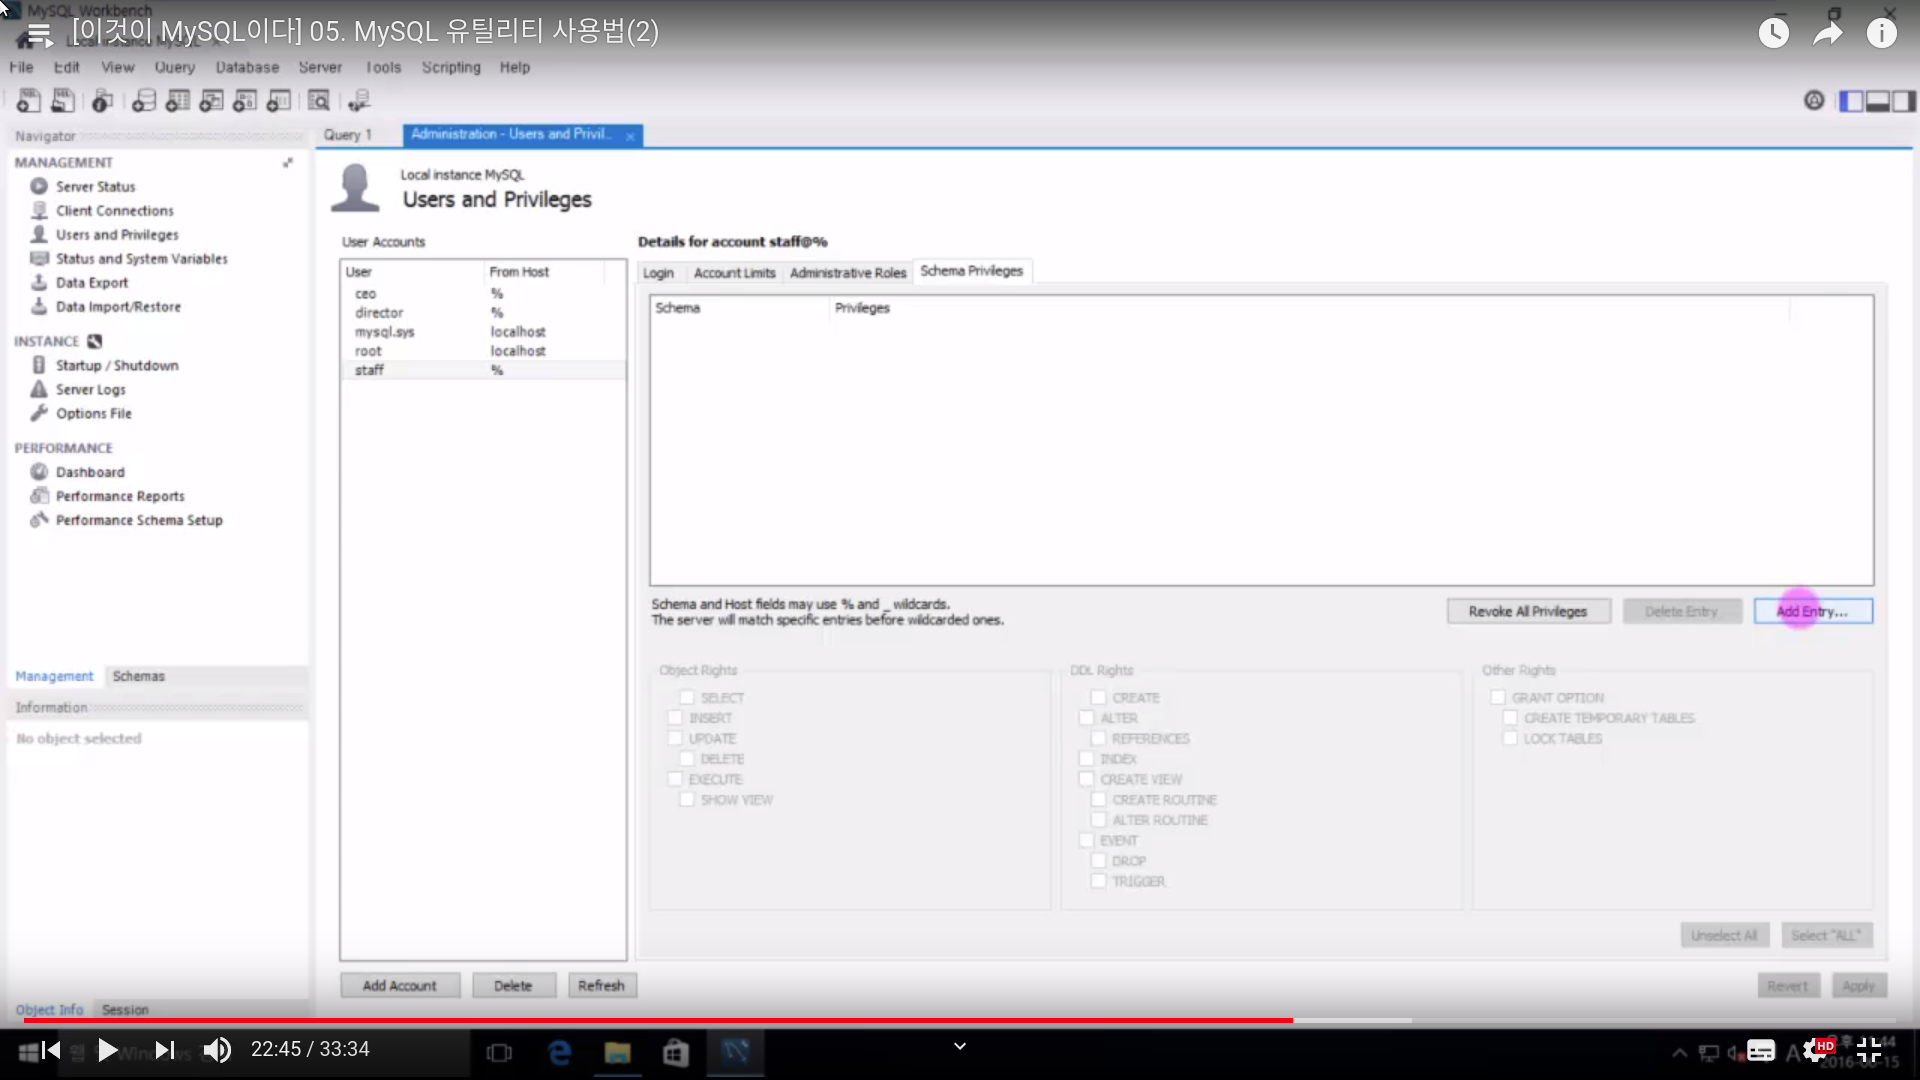 MySQL Workbench
[이것이 MySQL이다] 05. MySQL 유틸리티 사용법(2)
Local instance MySQL
File Edit View Query Database Server Tools Scripting Help
Navigator
Query 1
Administration - Users and Privil..
MANAGEMENT
Server Status
Client Connections
Users and Privileges
Status and System Variables
Data Export
Data Import/Restore
INSTANCE
Startup / Shutdown
Server Logs
Options File
PERFORMANCE
Dashboard
Performance Reports
Performance Schema Setup
Management Schemas
Information
No object selected
Object Info Session
Local instance MySQL
Users and Privileges
User Accounts
User From Host
ceo %
director %
mysql.sys localhost
root localhost
staff %
Add Account Delete Refresh
Details for account staff@%
Login Account Limits Administrative Roles Schema Privileges
Schema Privileges
Schema and Host fields may use % and _ wildcards.
The server will match specific entries before wildcarded ones.
Revoke All Privileges Delete Entry Add Entry...
Object Rights
SELECT
INSERT
UPDATE
DELETE
EXECUTE
SHOW VIEW
DDL Rights
CREATE
ALTER
REFERENCES
INDEX
CREATE VIEW
CREATE ROUTINE
ALTER ROUTINE
EVENT
DROP
TRIGGER
Other Rights
GRANT OPTION
CREATE TEMPORARY TABLES
LOCK TABLES
Unselect All Select "ALL"
Revert Apply
22:45 / 33:34
HD